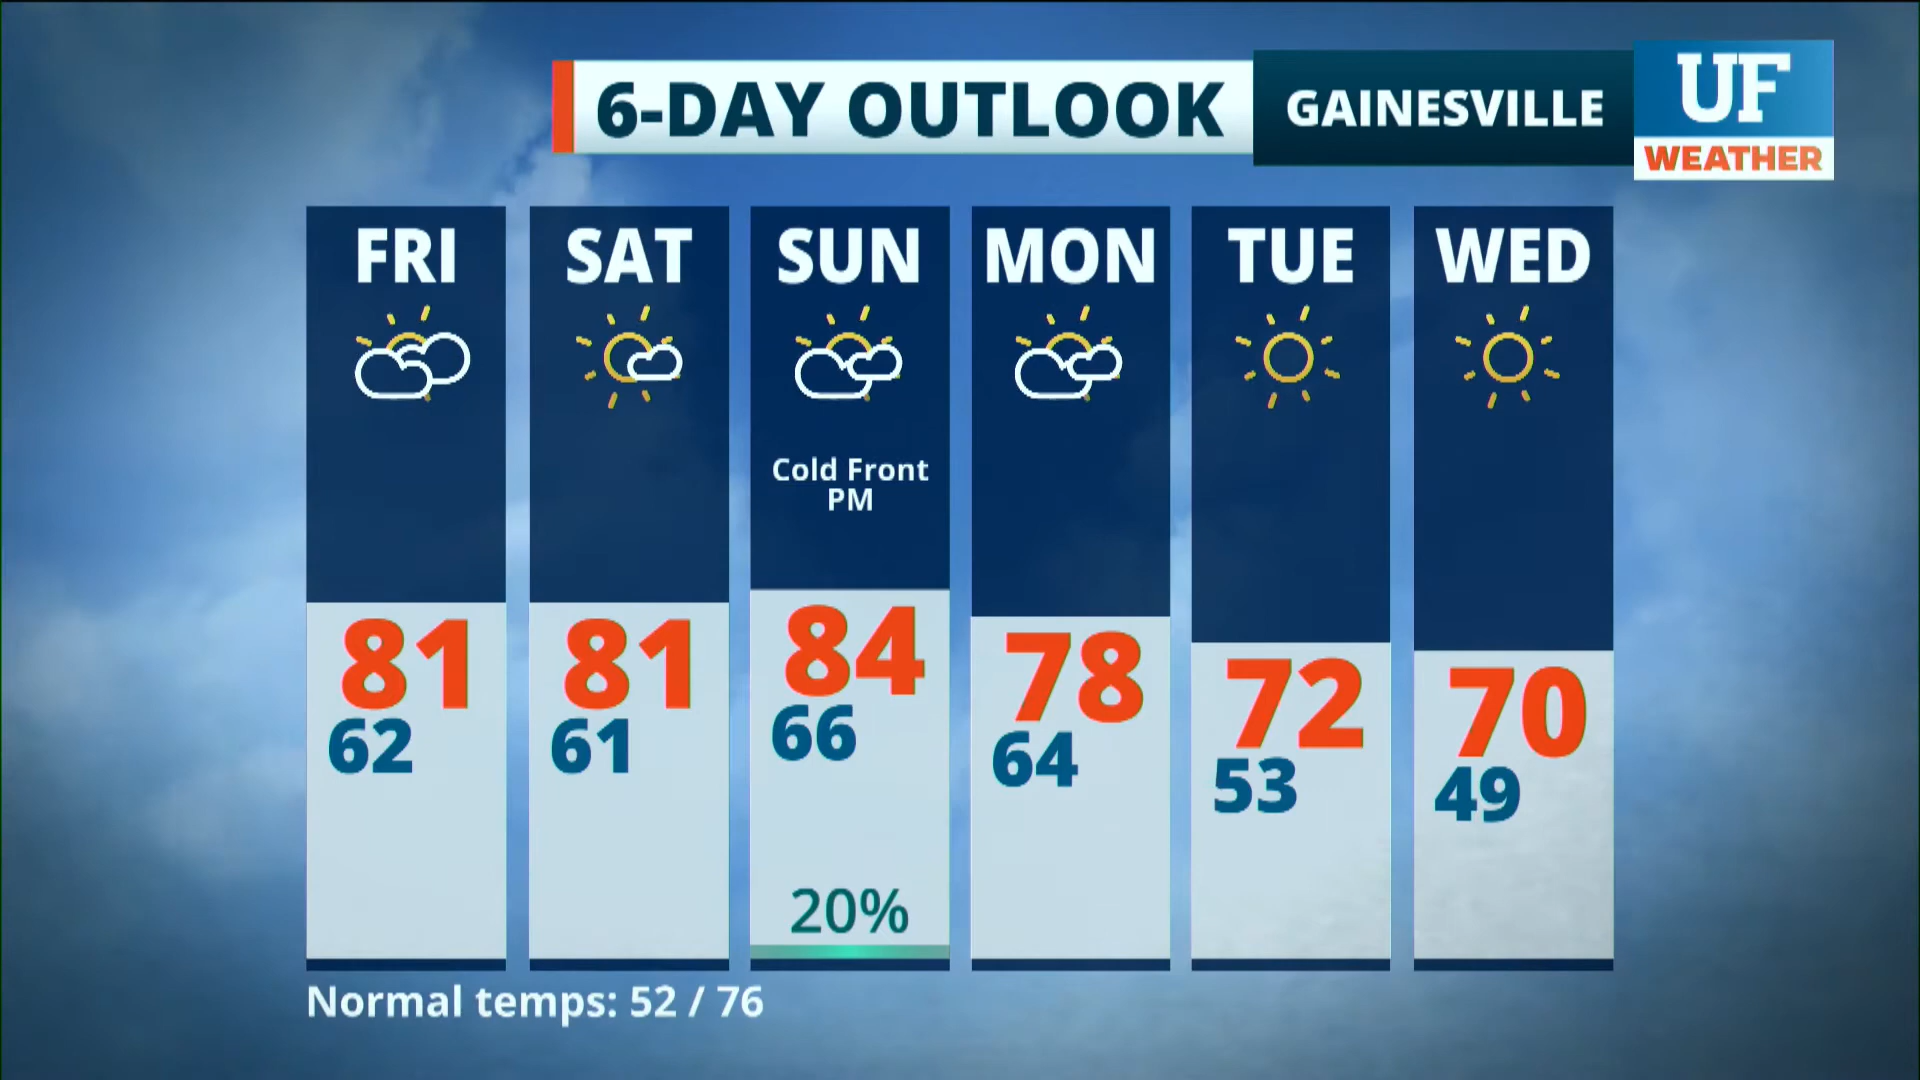 6-DAY OUTLOOK
GAINESVILLE
UF
WEATHER
FRI
SAT
SUN
MON
TUE
WED
Cold Front
PM
81
62
81
61
84
66
78
64
72
53
70
49
20%
Normal temps: 52 / 76